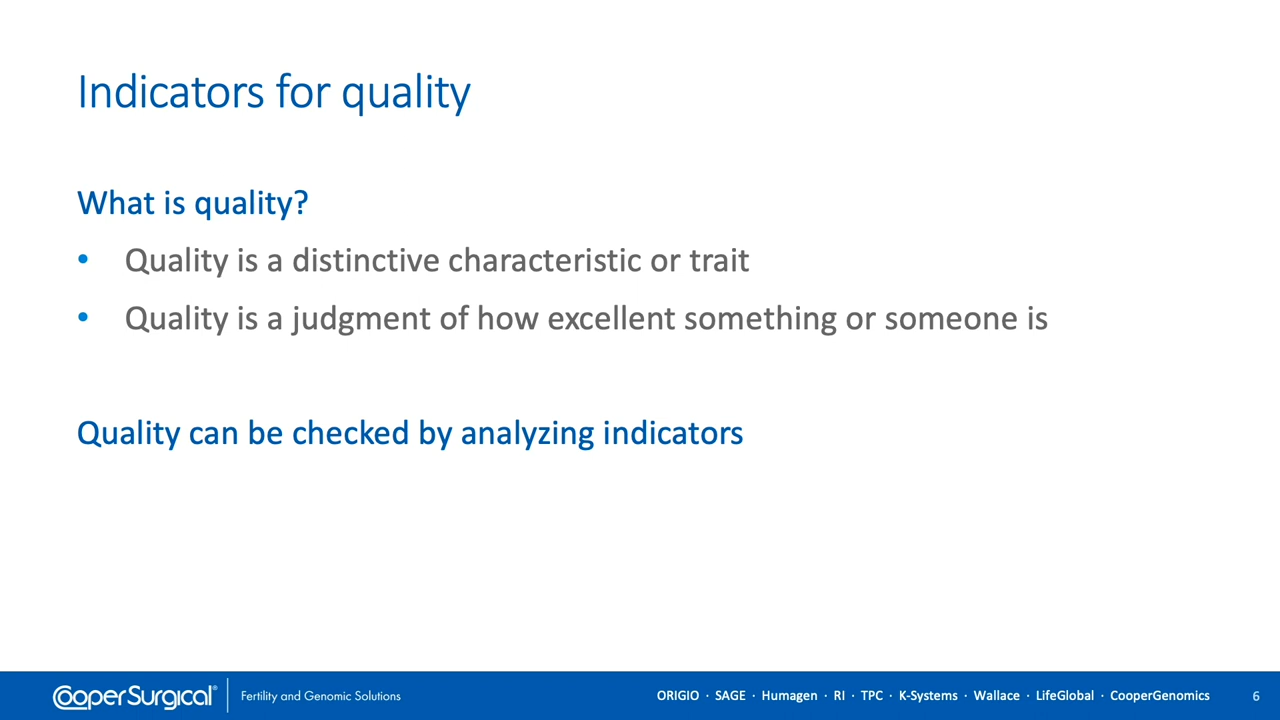 Indicators for quality
What is quality?
• Quality is a distinctive characteristic or trait
• Quality is a judgment of how excellent something or someone is
Quality can be checked by analyzing indicators
CooperSurgical® Fertility and Genomic Solutions ORIGIO · SAGE · Humagen · RI · TPC · K-Systems · Wallace · LifeGlobal · CooperGenomics 6